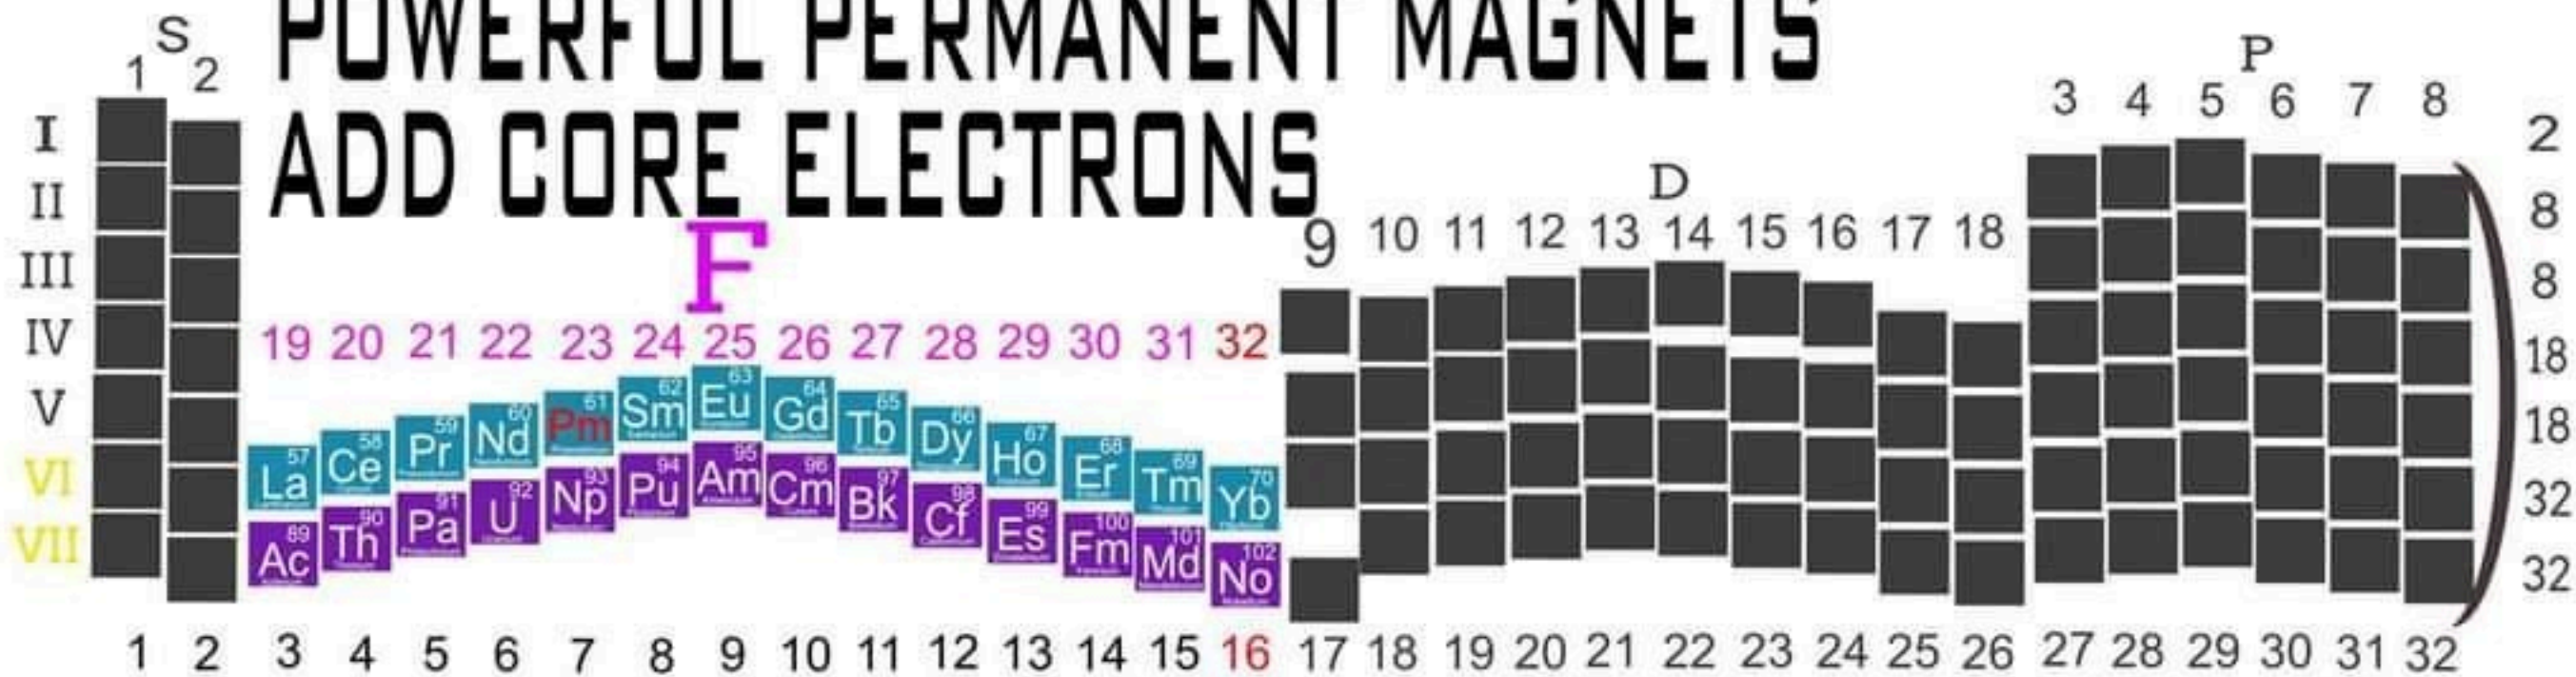 POWERFUL PERMANENT MAGNETS
ADD CORE ELECTRONS
S
1 2
P
3 4 5 6 7 8
D
9 10 11 12 13 14 15 16 17 18
F
19 20 21 22 23 24 25 26 27 28 29 30 31 32
I 2
II 8
III 8
IV 18
V 18
VI 32
VII 32
57 La
58 Ce
59 Pr
60 Nd
61 Pm
62 Sm
63 Eu
64 Gd
65 Tb
66 Dy
67 Ho
68 Er
69 Tm
70 Yb
89 Ac
90 Th
91 Pa
92 U
93 Np
94 Pu
95 Am
96 Cm
97 Bk
98 Cf
99 Es
100 Fm
101 Md
102 No
1 2 3 4 5 6 7 8 9 10 11 12 13 14 15 16 17 18 19 20 21 22 23 24 25 26 27 28 29 30 31 32